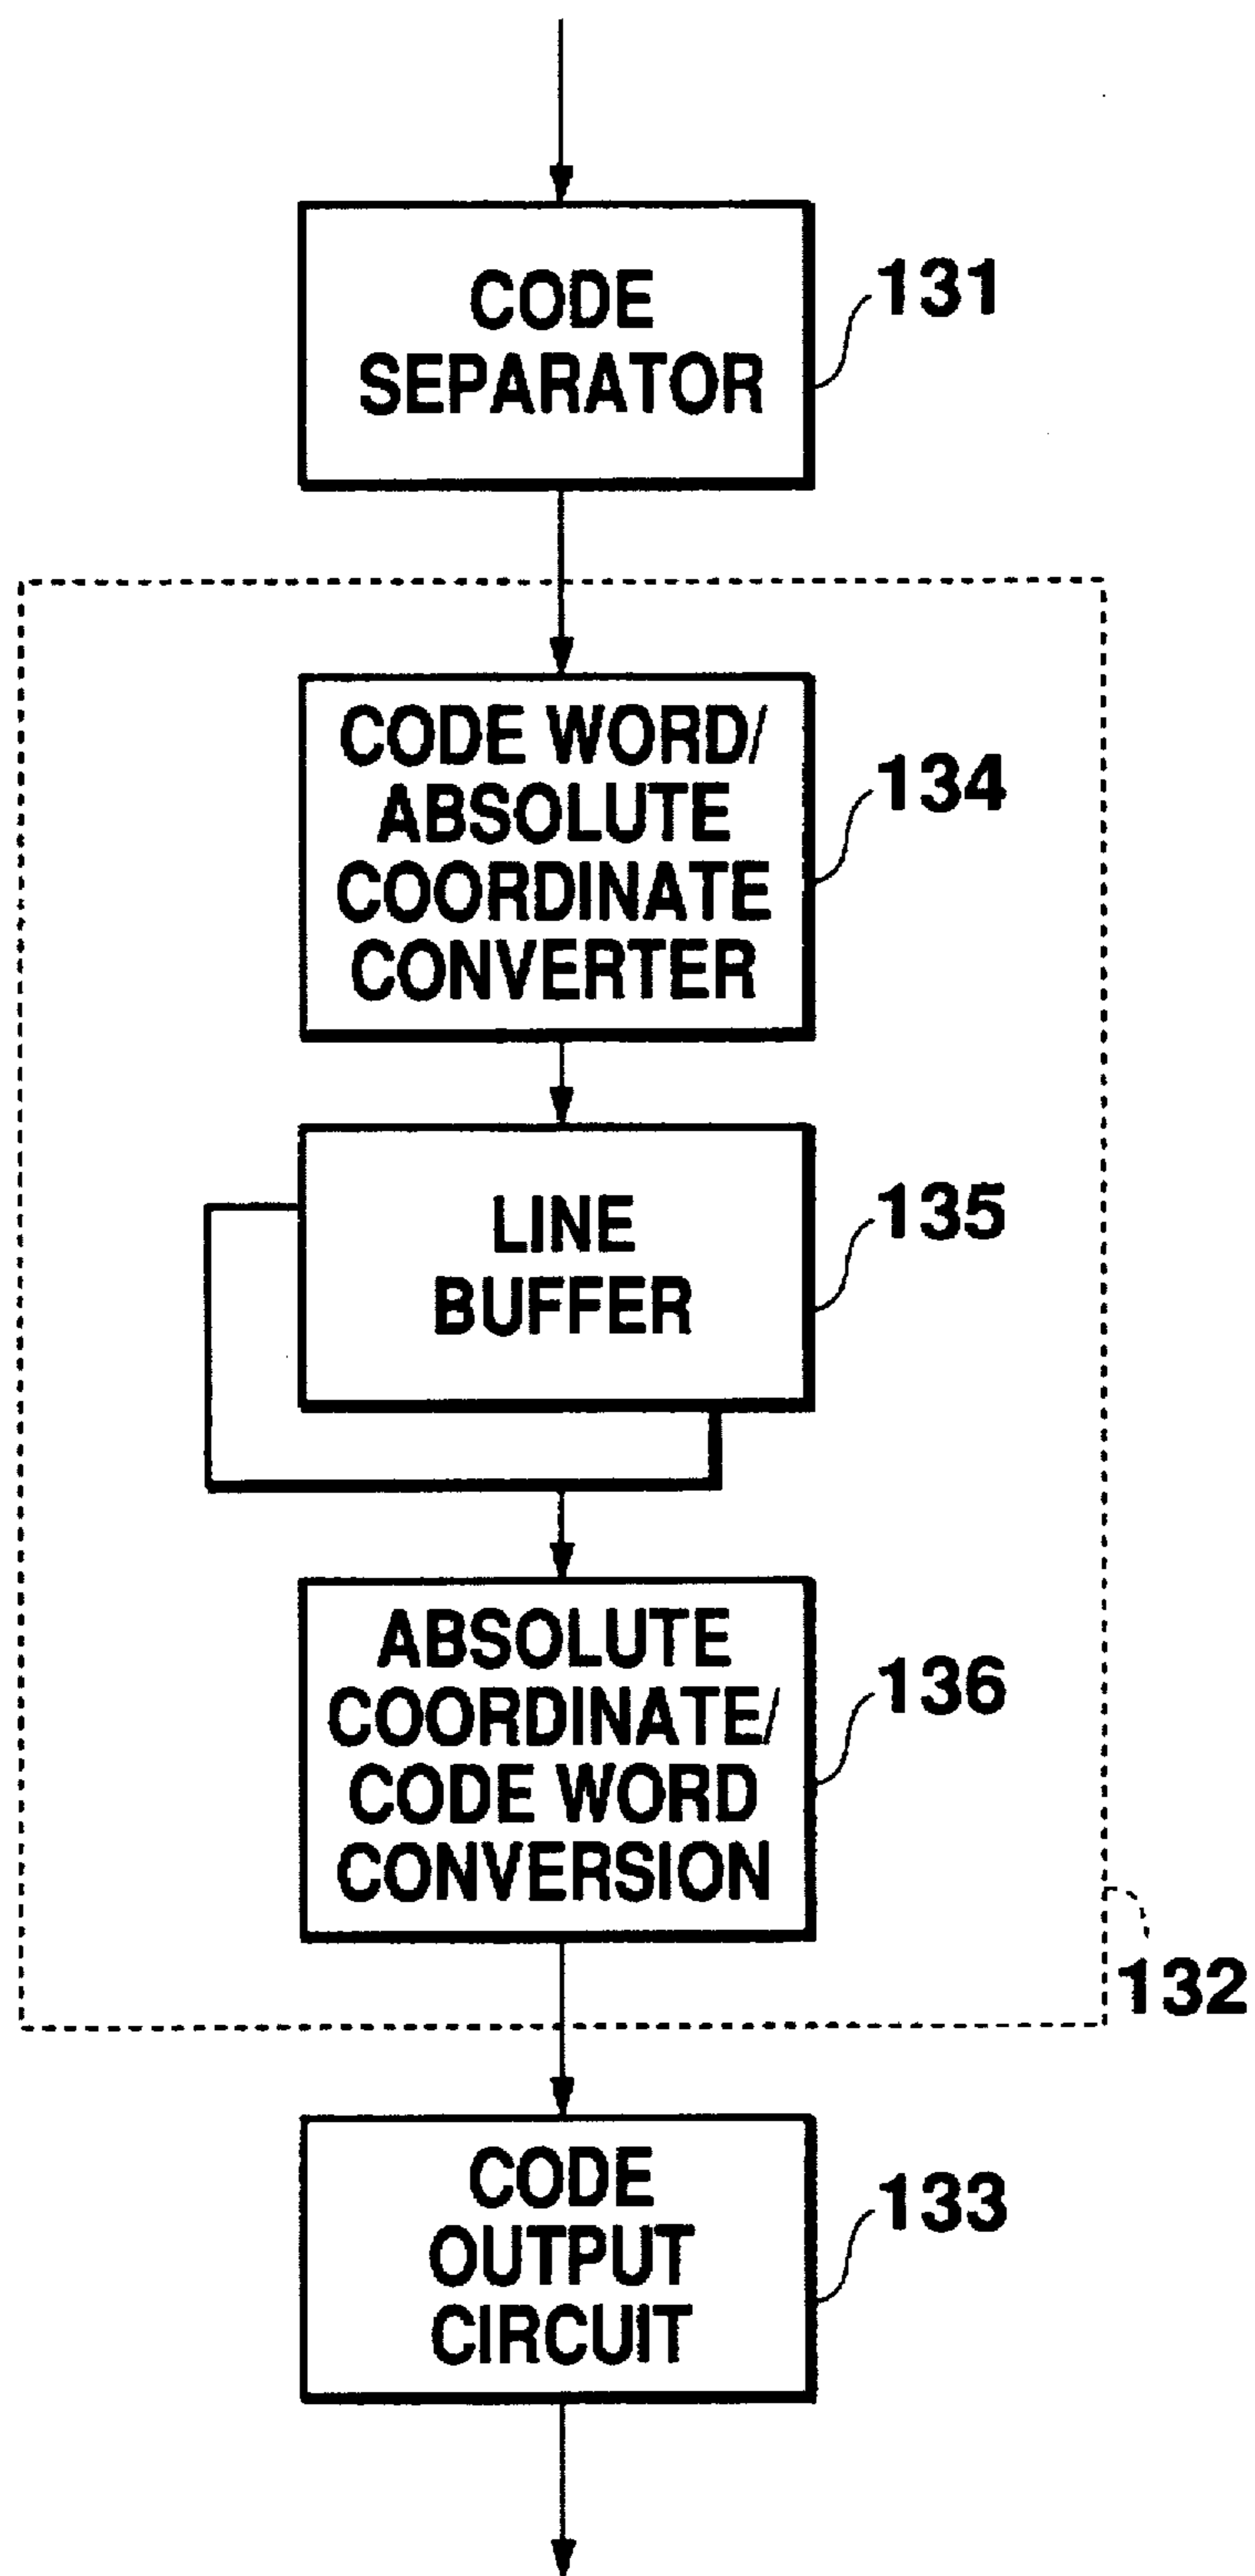 CODE
SEPARATOR
131
CODE WORD/
ABSOLUTE
COORDINATE
CONVERTER
134
LINE
BUFFER
135
ABSOLUTE
COORDINATE/
CODE WORD
CONVERSION
136
132
CODE
OUTPUT
CIRCUIT
133